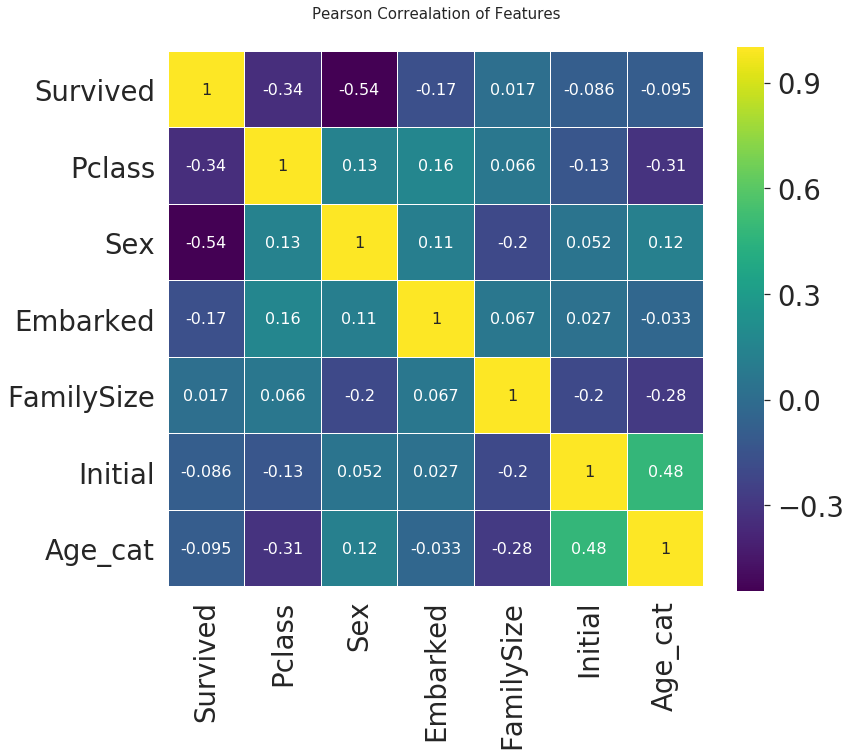 Pearson Correalation of Features
Survived 1 -0.34 -0.54 -0.17 0.017 -0.086 -0.095
Pclass -0.34 1 0.13 0.16 0.066 -0.13 -0.31
Sex -0.54 0.13 1 0.11 -0.2 0.052 0.12
Embarked -0.17 0.16 0.11 1 0.067 0.027 -0.033
FamilySize 0.017 0.066 -0.2 0.067 1 -0.2 -0.28
Initial -0.086 -0.13 0.052 0.027 -0.2 1 0.48
Age_cat -0.095 -0.31 0.12 -0.033 -0.28 0.48 1
Survived Pclass Sex Embarked FamilySize Initial Age_cat
0.9
0.6
0.3
0.0
−0.3